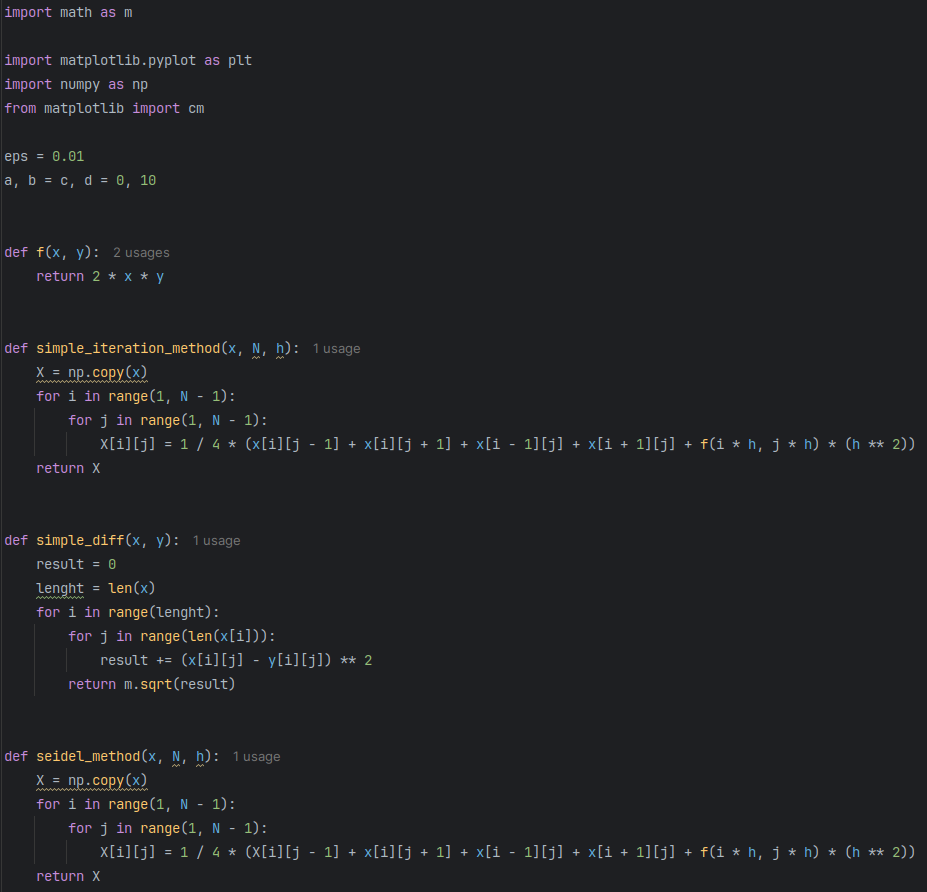 import math as m
import matplotlib.pyplot as plt
import numpy as np
from matplotlib import cm
eps = 0.01
a, b = c, d = 0, 10
def f(x, y): 2 usages
    return 2 * x * y
def simple_iteration_method(x, N, h): 1 usage
    X = np.copy(x)
    for i in range(1, N - 1):
        for j in range(1, N - 1):
            X[i][j] = 1 / 4 * (x[i][j - 1] + x[i][j + 1] + x[i - 1][j] + x[i + 1][j] + f(i * h, j * h) * (h ** 2))
    return X
def simple_diff(x, y): 1 usage
    result = 0
    lenght = len(x)
    for i in range(lenght):
        for j in range(len(x[i])):
            result += (x[i][j] - y[i][j]) ** 2
        return m.sqrt(result)
def seidel_method(x, N, h): 1 usage
    X = np.copy(x)
    for i in range(1, N - 1):
        for j in range(1, N - 1):
            X[i][j] = 1 / 4 * (X[i][j - 1] + x[i][j + 1] + x[i - 1][j] + x[i + 1][j] + f(i * h, j * h) * (h ** 2))
    return X